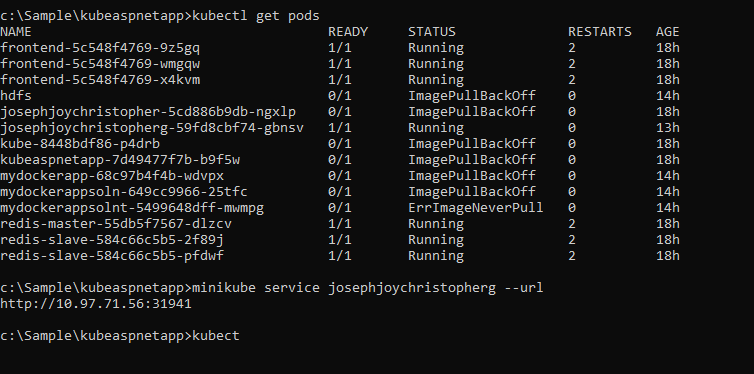 c:\Sample\kubeaspnetapp>kubectl get pods
NAME READY STATUS RESTARTS AGE
frontend-5c548f4769-9z5gq 1/1 Running 2 18h
frontend-5c548f4769-wmgqw 1/1 Running 2 18h
frontend-5c548f4769-x4kvm 1/1 Running 2 18h
hdfs 0/1 ImagePullBackOff 0 14h
josephjoychristopher-5cd886b9db-ngxlp 0/1 ImagePullBackOff 0 18h
josephjoychristopherg-59fd8cbf74-gbnsv 1/1 Running 0 13h
kube-8448bdf86-p4drb 0/1 ImagePullBackOff 0 18h
kubeaspnetapp-7d49477f7b-b9f5w 0/1 ImagePullBackOff 0 18h
mydockerapp-68c97b4f4b-wdvpx 0/1 ImagePullBackOff 0 14h
mydockerappsoln-649cc9966-25tfc 0/1 ImagePullBackOff 0 14h
mydockerappsolnt-5499648dff-mwmpg 0/1 ErrImageNeverPull 0 14h
redis-master-55db5f7567-dlzcv 1/1 Running 2 18h
redis-slave-584c66c5b5-2f89j 1/1 Running 2 18h
redis-slave-584c66c5b5-pfdwf 1/1 Running 2 18h
c:\Sample\kubeaspnetapp>minikube service josephjoychristopherg --url
http://10.97.71.56:31941
c:\Sample\kubeaspnetapp>kubect